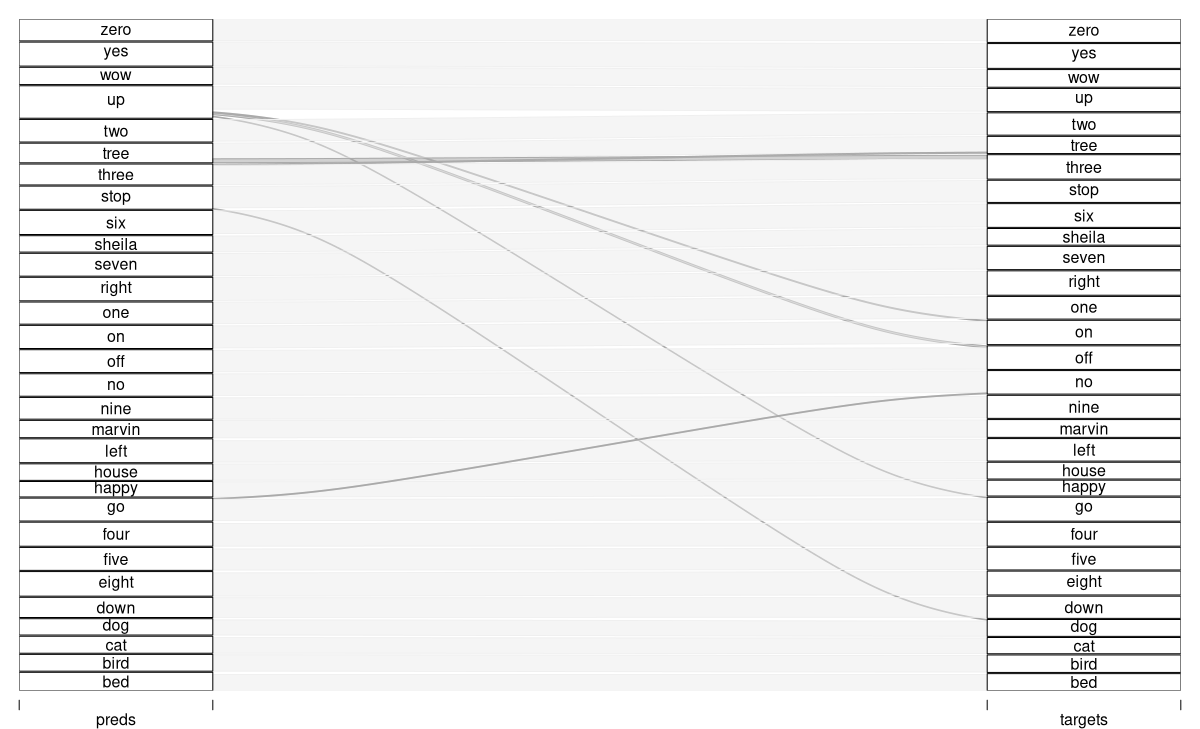 zero
yes
wow
up
two
tree
three
stop
six
sheila
seven
right
one
on
off
no
nine
marvin
left
house
happy
go
four
five
eight
down
dog
cat
bird
bed
preds
zero
yes
wow
up
two
tree
three
stop
six
sheila
seven
right
one
on
off
no
nine
marvin
left
house
happy
go
four
five
eight
down
dog
cat
bird
bed
targets